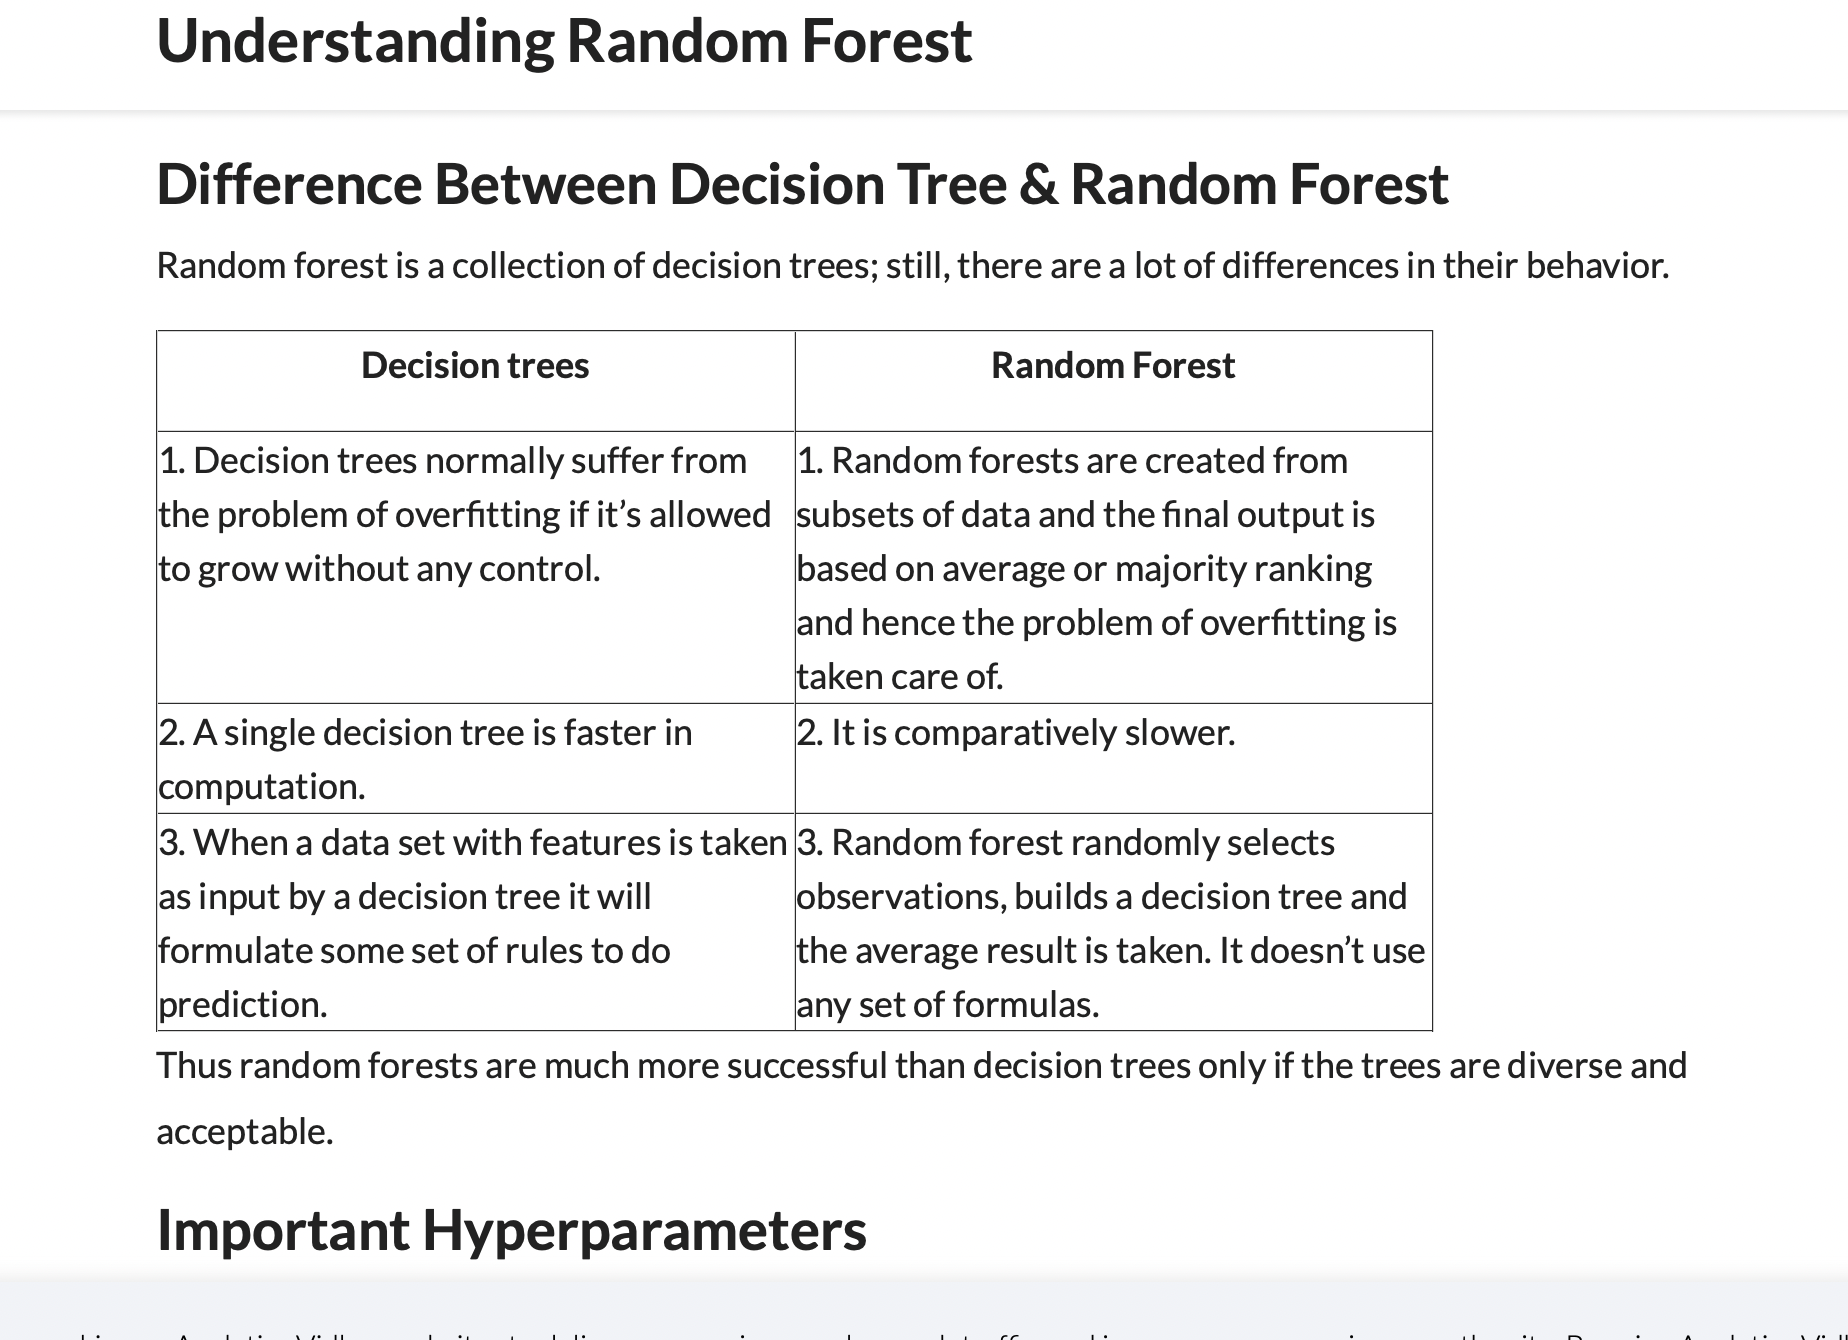 Understanding Random Forest
Difference Between Decision Tree & Random Forest
Random forest is a collection of decision trees; still, there are a lot of differences in their behavior.
Decision trees
Random Forest
1. Decision trees normally suffer from
the problem of overfitting if it’s allowed
to grow without any control.
1. Random forests are created from
subsets of data and the final output is
based on average or majority ranking
and hence the problem of overfitting is
taken care of.
2. A single decision tree is faster in
computation.
2. It is comparatively slower.
3. When a data set with features is taken
as input by a decision tree it will
formulate some set of rules to do
prediction.
3. Random forest randomly selects
observations, builds a decision tree and
the average result is taken. It doesn’t use
any set of formulas.
Thus random forests are much more successful than decision trees only if the trees are diverse and
acceptable.
Important Hyperparameters